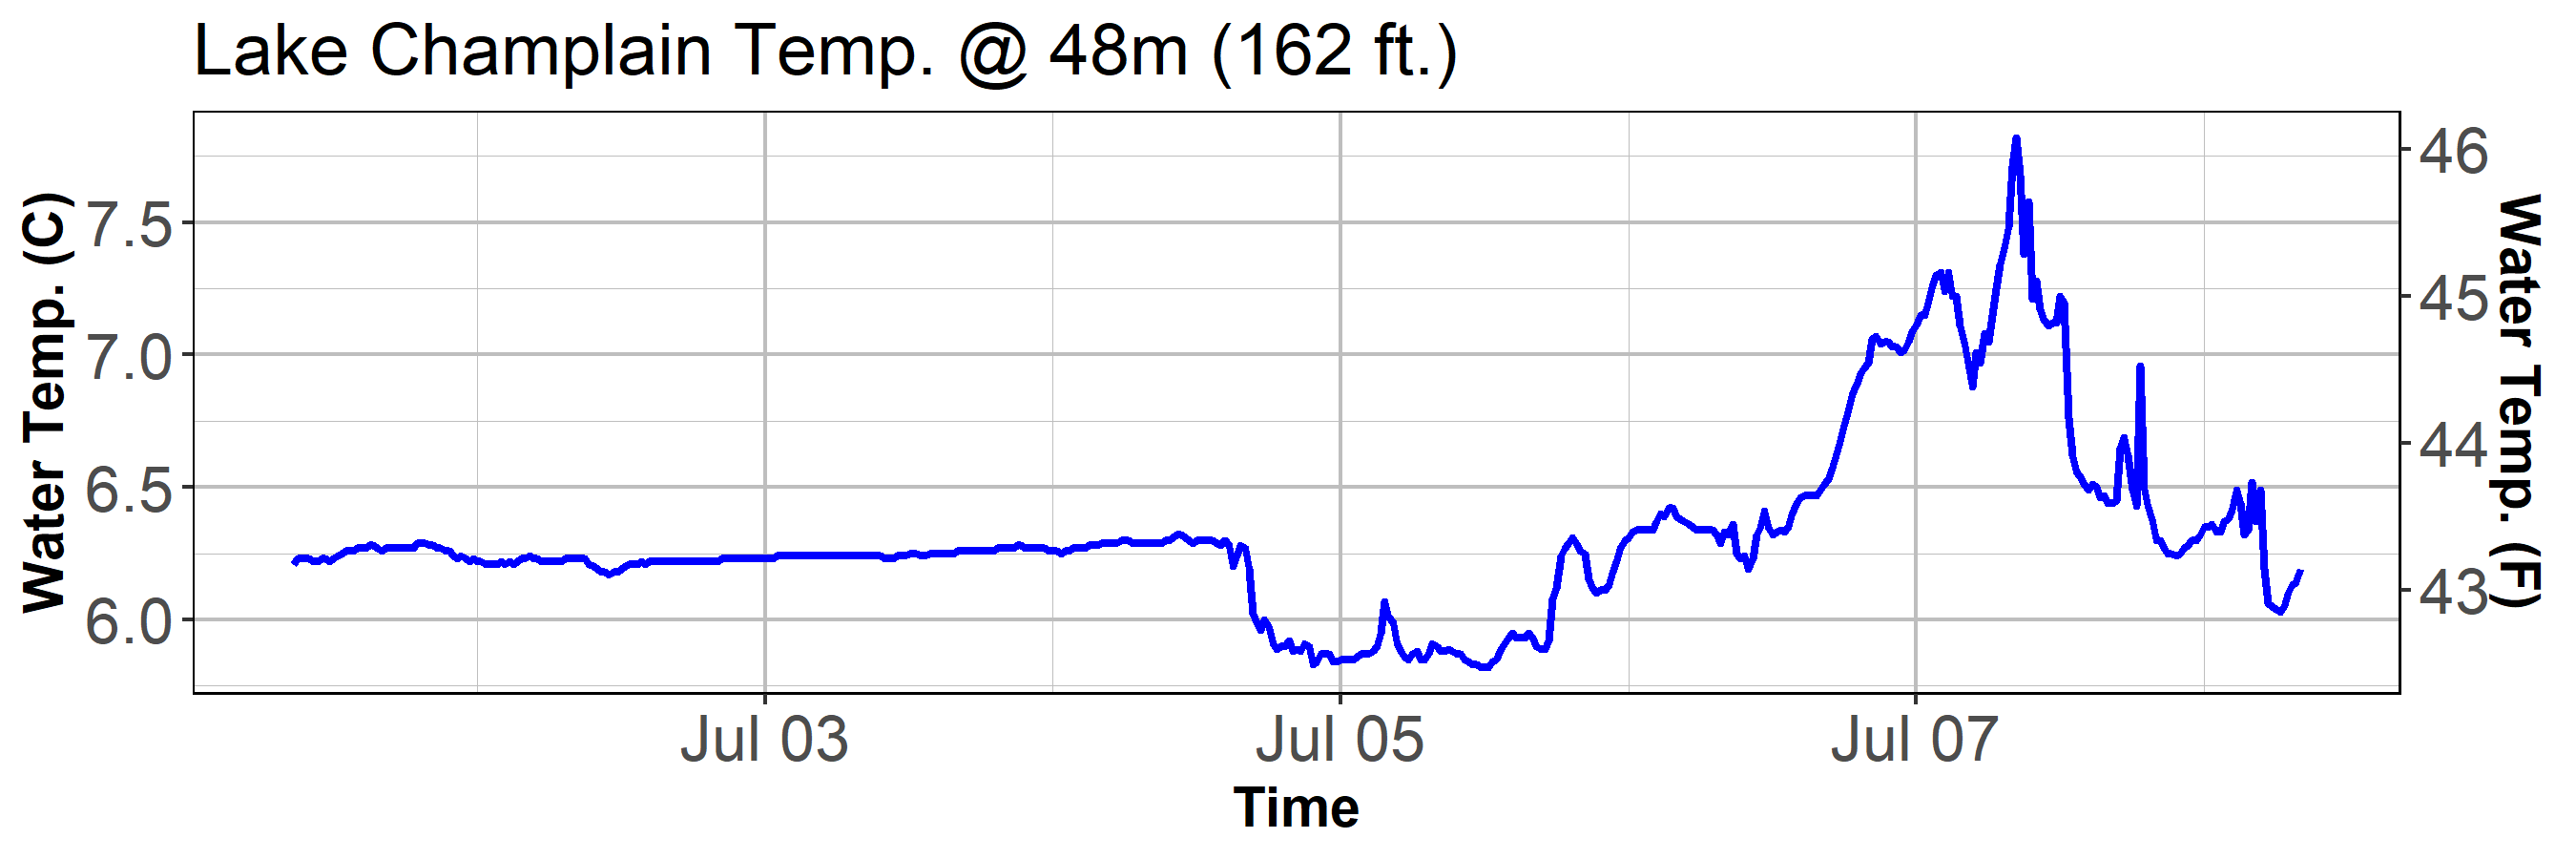 Lake Champlain Temp. @ 48m (162 ft.)
Water Temp. (C)
7.5
7.0
6.5
6.0
46
45
44
43
Water Temp. (F)
Jul 03 Jul 05 Jul 07
Time